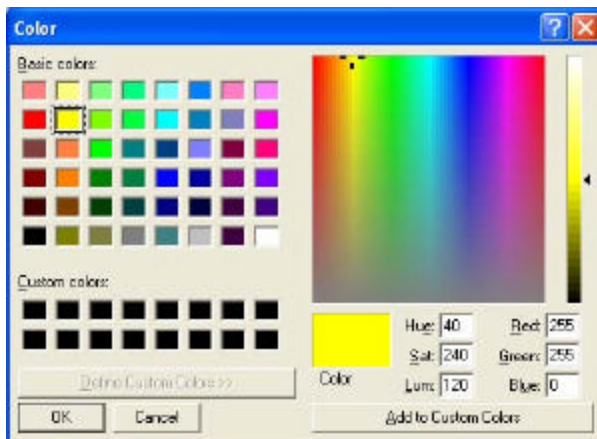 Color
Basic colors:
Custom colors:
Define Custom Colors >>
OK Cancel
Color
Hue: 40 Red: 255
Sat: 240 Green: 255
Lum: 120 Blue: 0
Add to Custom Colors